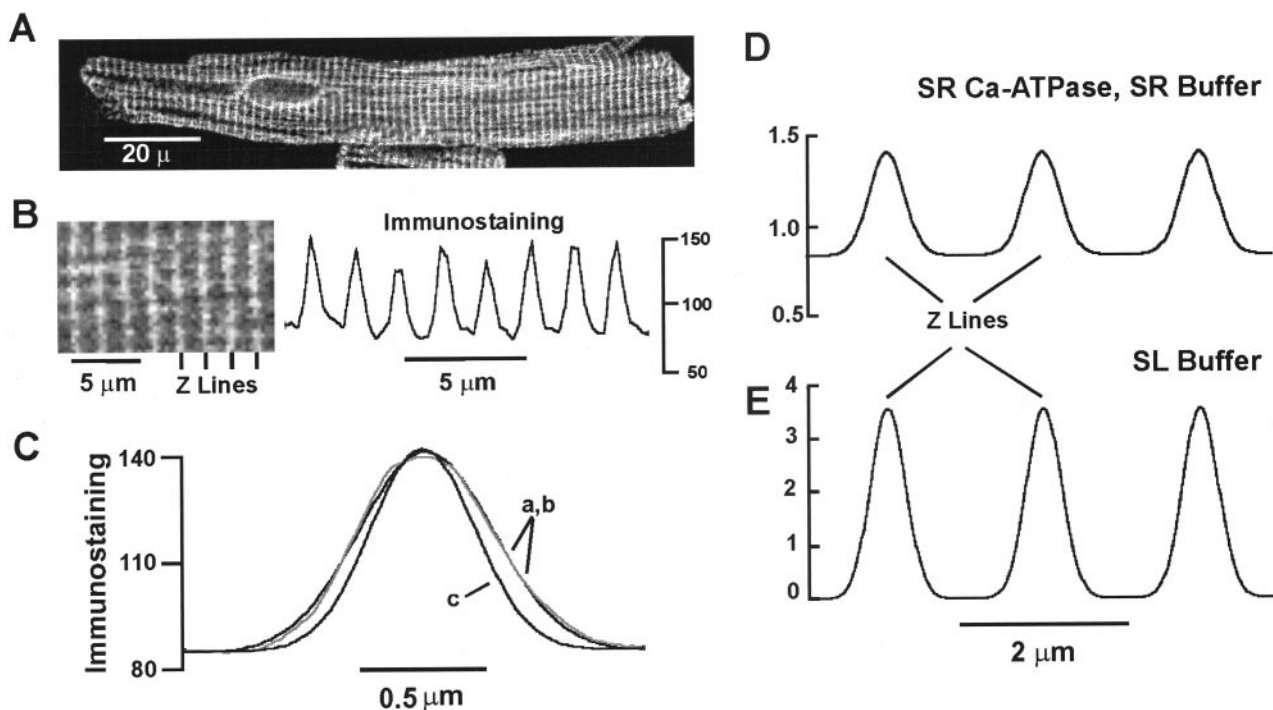 A
20 μ
B
5 μm
Z Lines
Immunostaining
150
100
50
5 μm
C
Immunostaining
140
110
80
a,b
c
0.5 μm
D
SR Ca-ATPase, SR Buffer
1.5
1.0
0.5
Z Lines
SL Buffer
E
4
3
2
1
0
2 μm